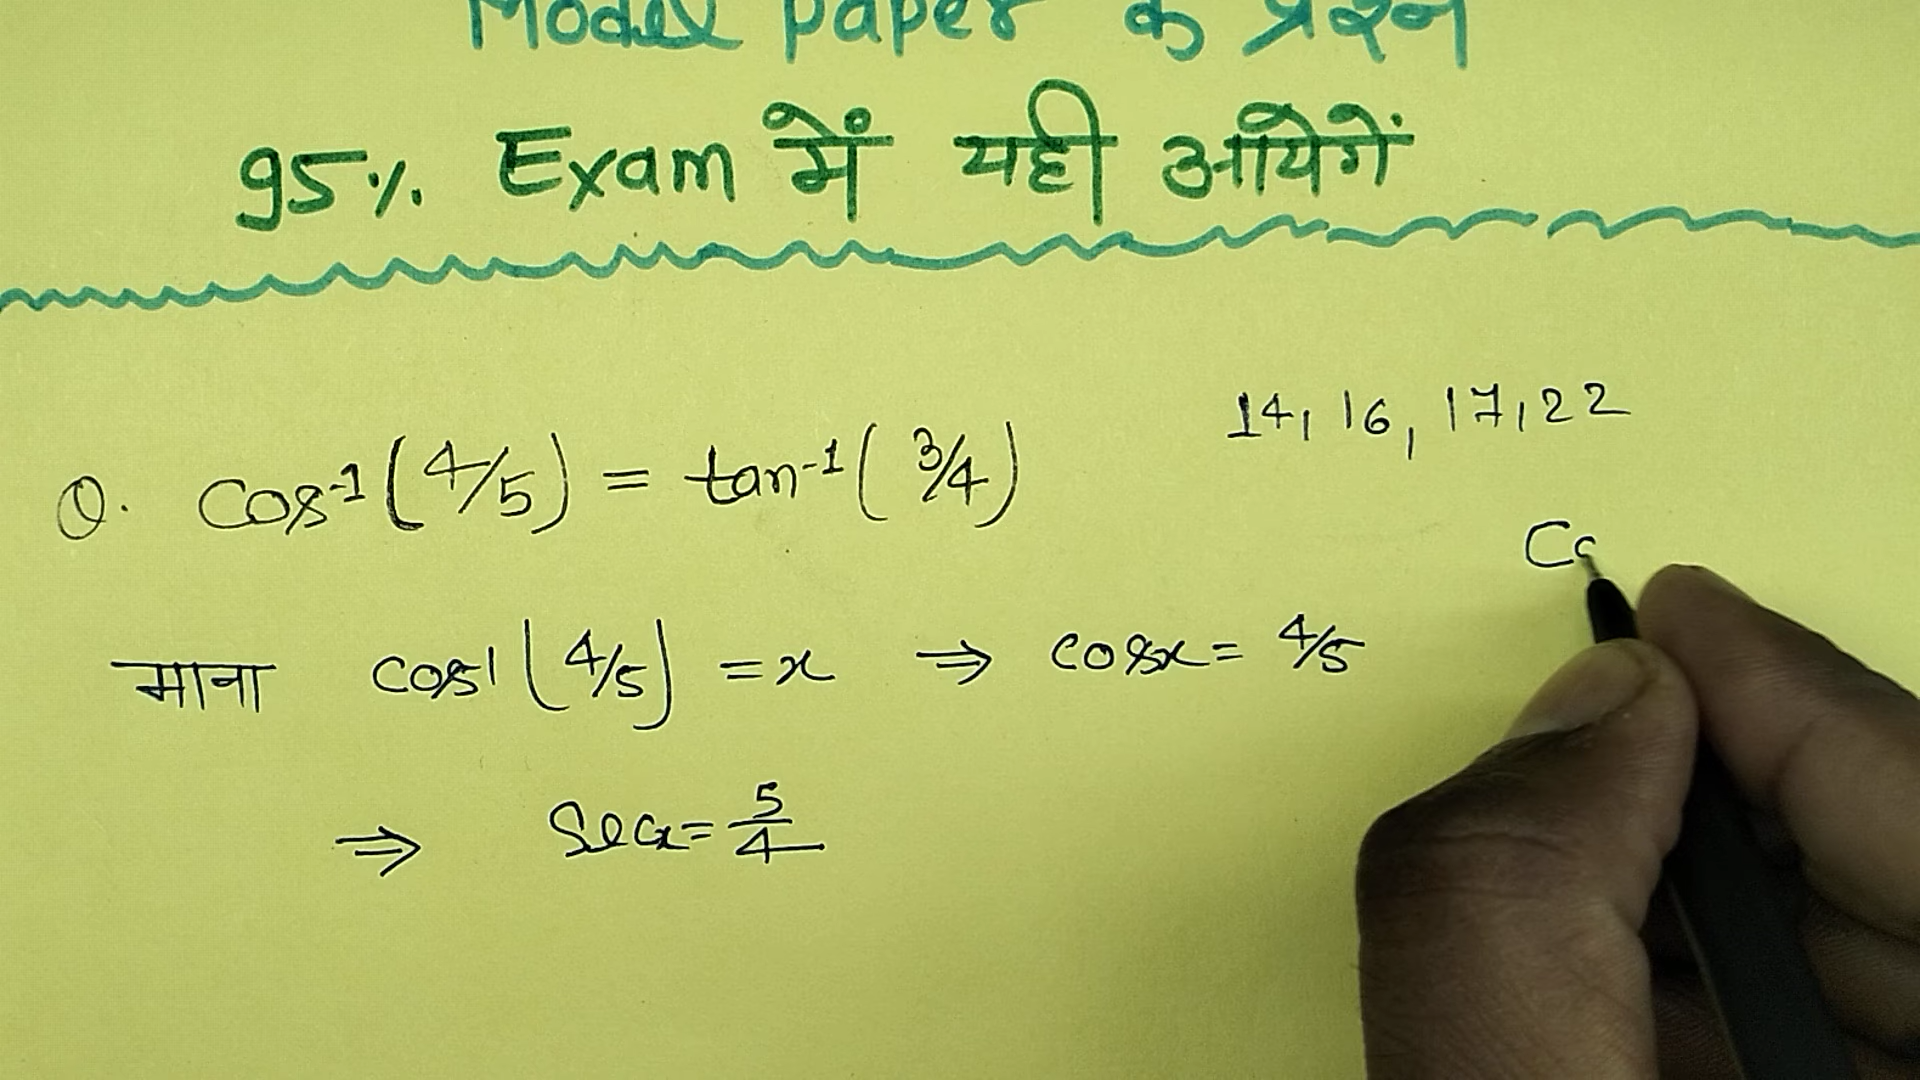 Model paper के प्रश्न
95% Exam में यही आयेगें
14, 16, 17, 22
Q. cos⁻¹(4/5) = tan⁻¹(3/4)
Co
माना cos⁻¹(4/5) = x ⇒ cosx = 4/5
⇒ Secx = 5/4